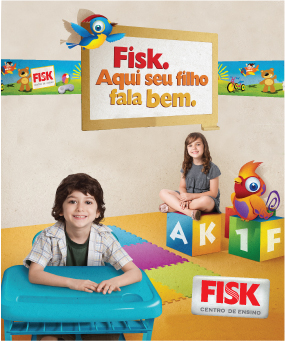 FISK
Fisk.
Aqui seu filho
fala bem.
A K 1 F
FISK
CENTRO DE ENSINO